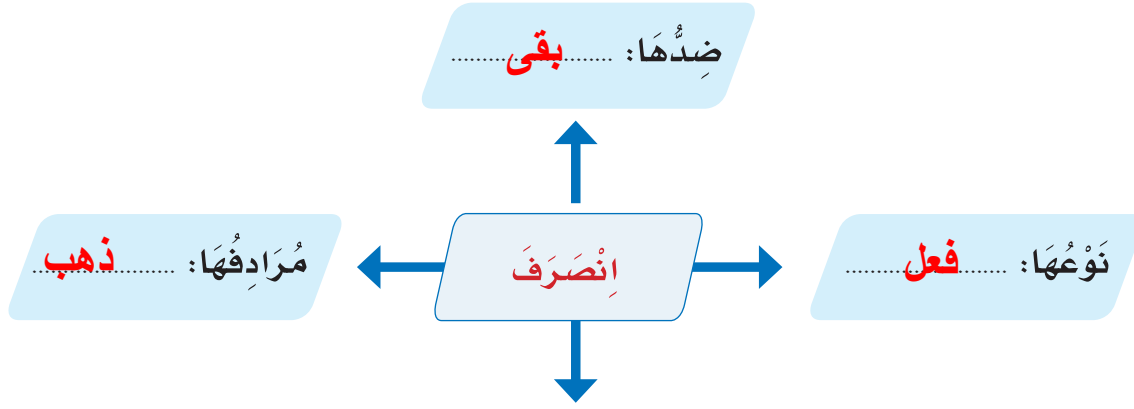 ضِدُّهَا: بقى
نَوْعُهَا: فعل
اِنْصَرَفَ
مُرَادِفُهَا: ذهب